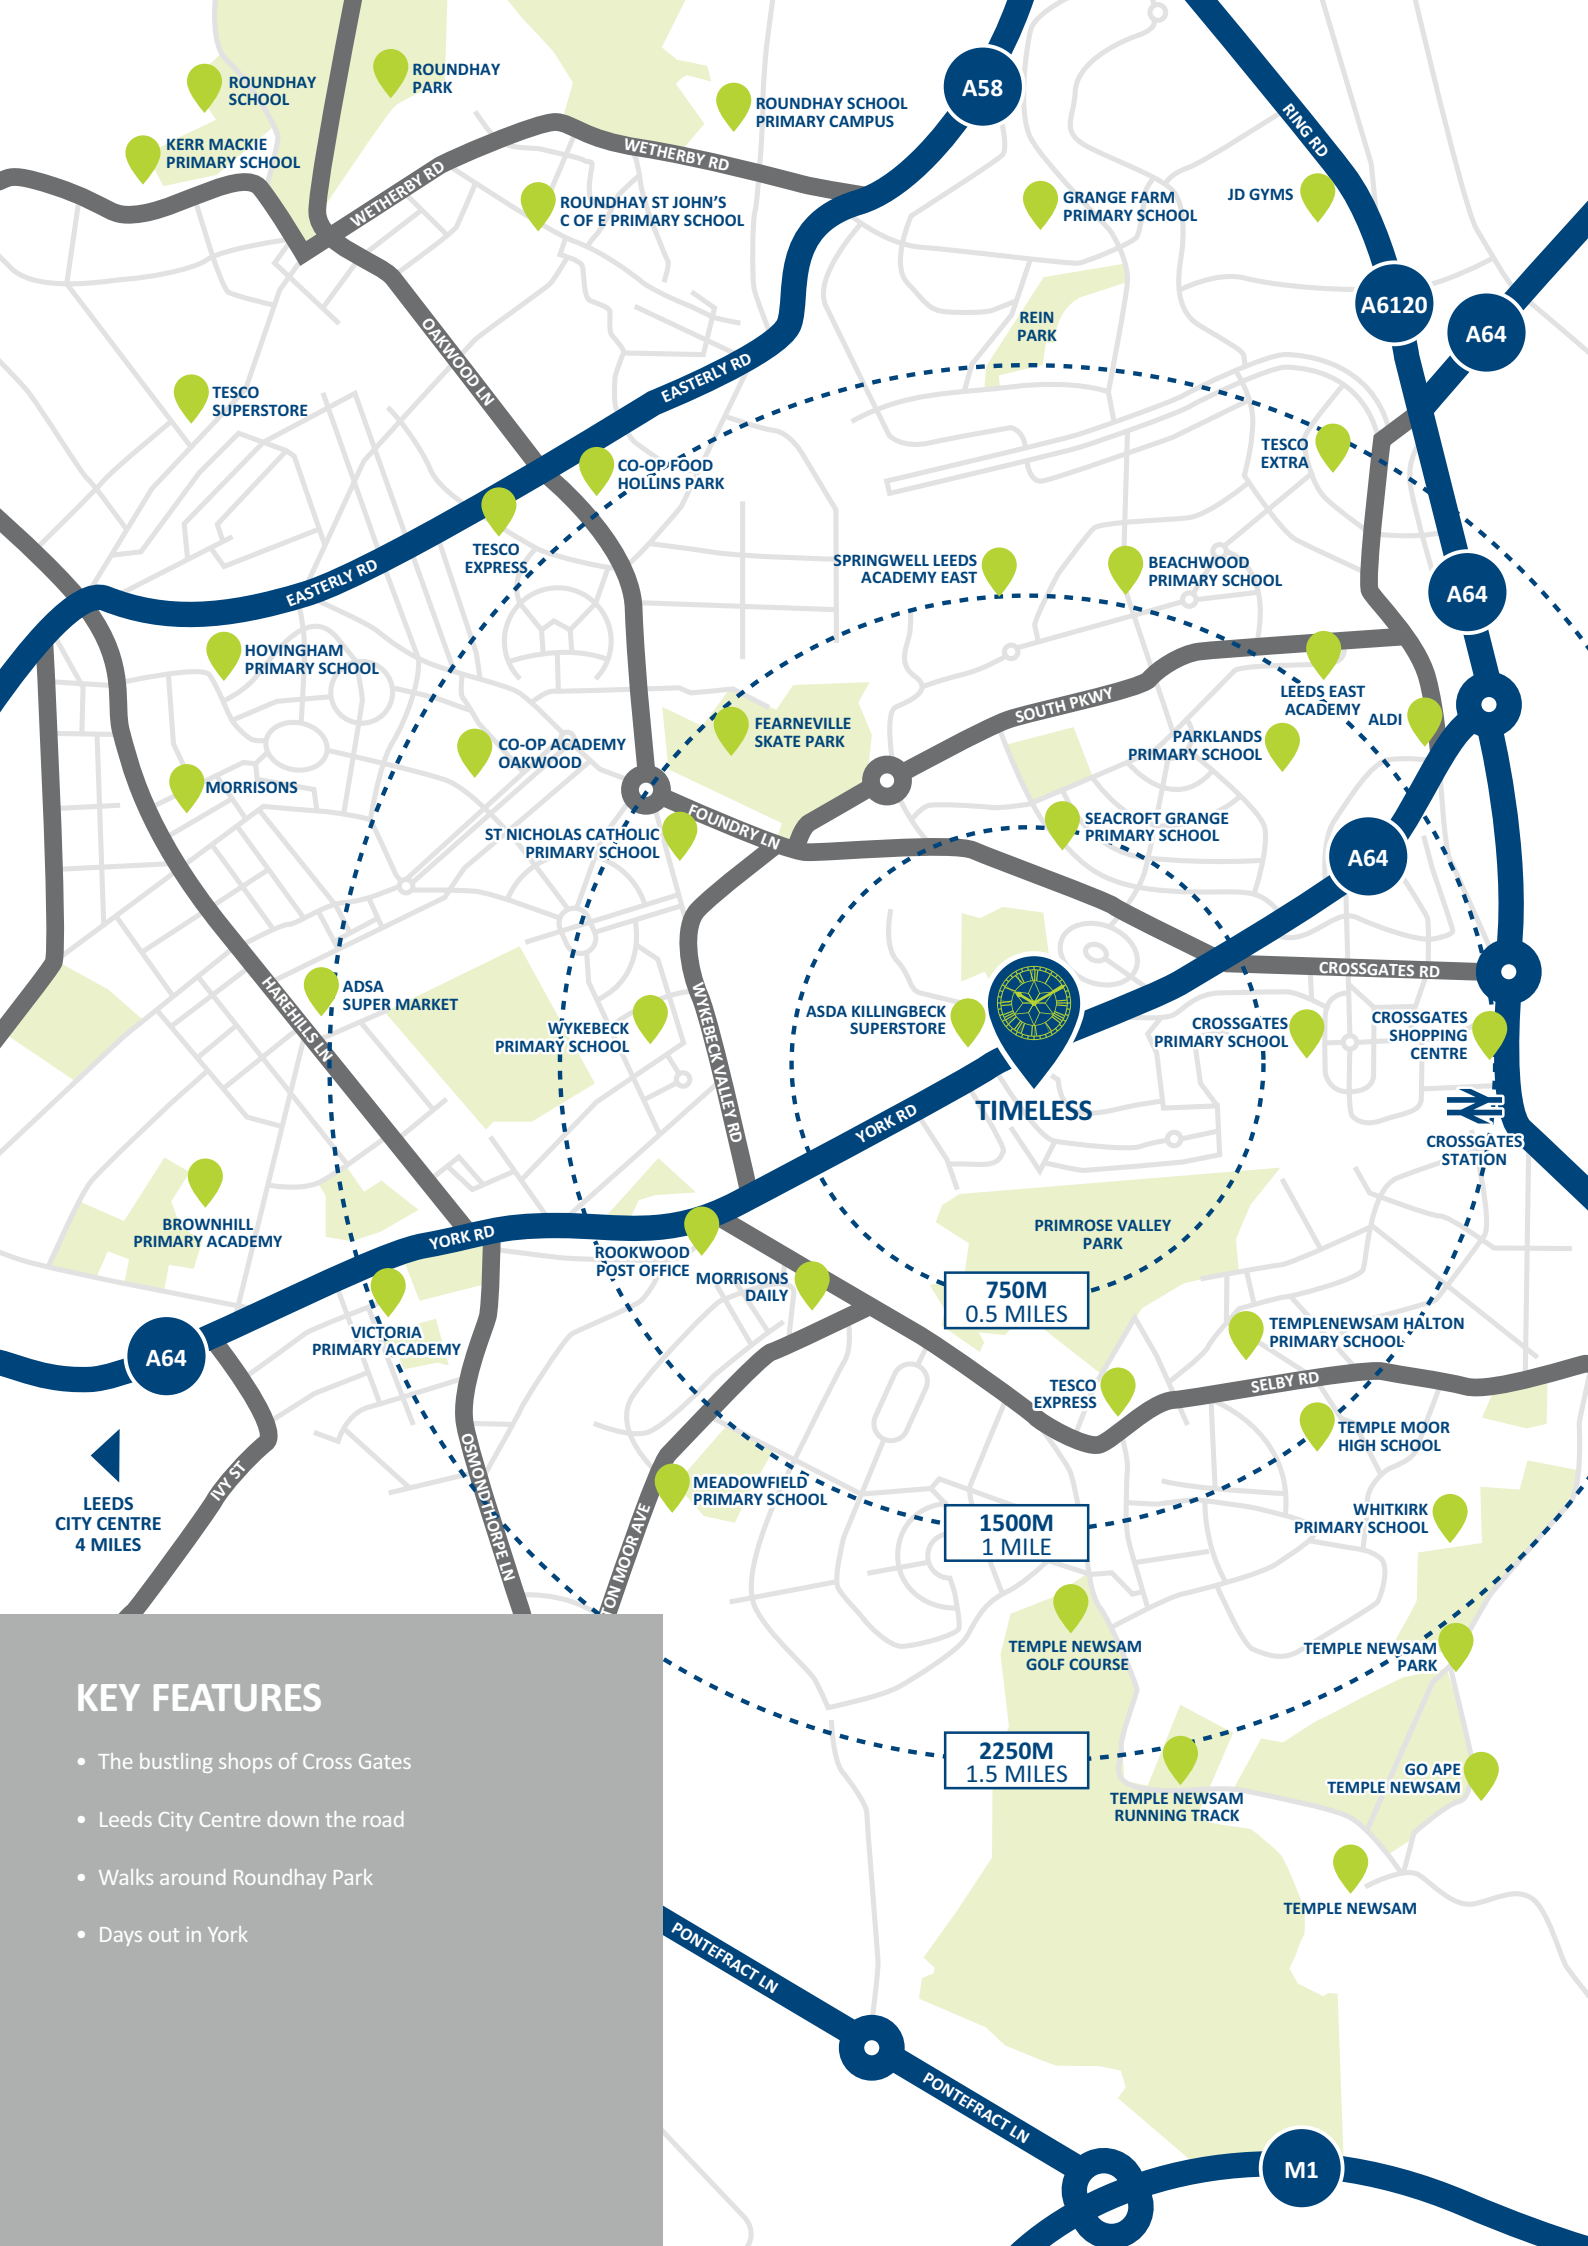 ROUNDHAY
SCHOOL
ROUNDHAY
PARK
KERR MACKIE
PRIMARY SCHOOL
ROUNDHAY SCHOOL
PRIMARY CAMPUS
A58
RING RD
WETHERBY RD
WETHERBY RD
ROUNDHAY ST JOHN'S
C OF E PRIMARY SCHOOL
GRANGE FARM
PRIMARY SCHOOL
JD GYMS
A6120
A64
REIN
PARK
OAKWOOD LN
EASTERLY RD
TESCO
SUPERSTORE
CO-OP FOOD
HOLLINS PARK
TESCO
EXTRA
TESCO
EXPRESS
EASTERLY RD
SPRINGWELL LEEDS
ACADEMY EAST
BEACHWOOD
PRIMARY SCHOOL
A64
HOVINGHAM
PRIMARY SCHOOL
LEEDS EAST
ACADEMY
SOUTH PKWY
ALDI
FEARNEVILLE
SKATE PARK
PARKLANDS
PRIMARY SCHOOL
CO-OP ACADEMY
OAKWOOD
MORRISONS
FOUNDRY LN
ST NICHOLAS CATHOLIC
PRIMARY SCHOOL
SEACROFT GRANGE
PRIMARY SCHOOL
A64
CROSSGATES RD
HAREHILLS LN
ADSA
SUPER MARKET
WYKEBECK
PRIMARY SCHOOL
WYKEBECK VALLEY RD
ASDA KILLINGBECK
SUPERSTORE
CROSSGATES
PRIMARY SCHOOL
CROSSGATES
SHOPPING
CENTRE
TIMELESS
YORK RD
CROSSGATES
STATION
BROWNHILL
PRIMARY ACADEMY
YORK RD
PRIMROSE VALLEY
PARK
ROOKWOOD
POST OFFICE
MORRISONS
DAILY
750M
0.5 MILES
VICTORIA
PRIMARY ACADEMY
A64
TEMPLENEWSAM HALTON
PRIMARY SCHOOL
TESCO
EXPRESS
SELBY RD
TEMPLE MOOR
HIGH SCHOOL
OSMONDTHORPE LN
IVY ST
LEEDS
CITY CENTRE
4 MILES
MEADOWFIELD
PRIMARY SCHOOL
TON MOOR AVE
1500M
1 MILE
WHITKIRK
PRIMARY SCHOOL
TEMPLE NEWSAM
GOLF COURSE
TEMPLE NEWSAM
PARK
2250M
1.5 MILES
TEMPLE NEWSAM
RUNNING TRACK
GO APE
TEMPLE NEWSAM
TEMPLE NEWSAM
KEY FEATURES
• The bustling shops of Cross Gates
• Leeds City Centre down the road
• Walks around Roundhay Park
• Days out in York
PONTEFRACT LN
PONTEFRACT LN
M1